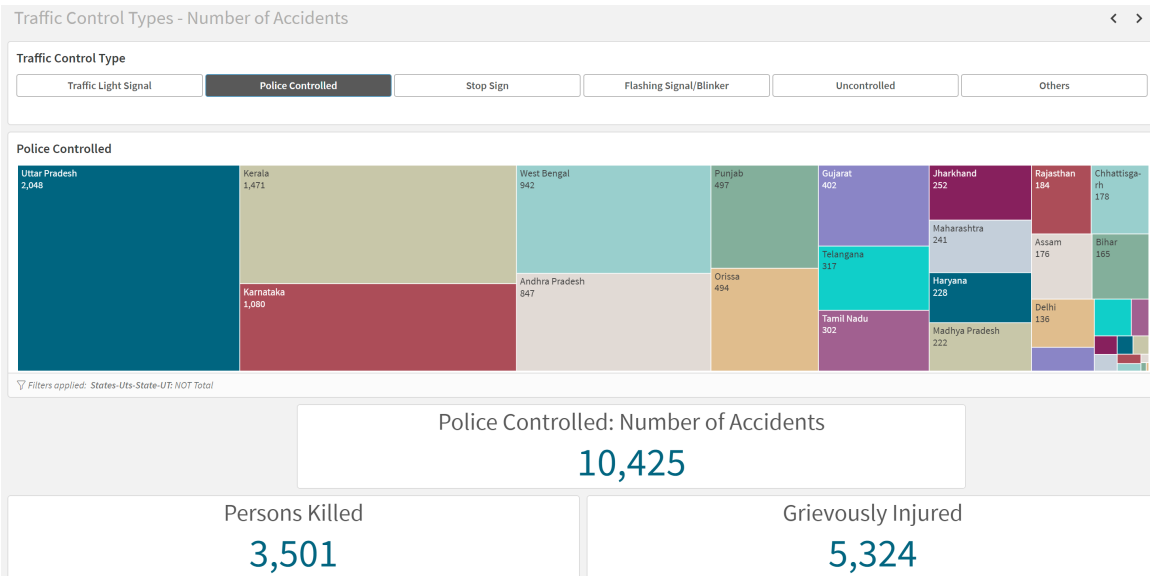 Traffic Control Types - Number of Accidents
Traffic Control Type
Traffic Light Signal
Police Controlled
Stop Sign
Flashing Signal/Blinker
Uncontrolled
Others
Police Controlled
Uttar Pradesh
2,048
Kerala
1,471
Karnataka
1,080
West Bengal
942
Andhra Pradesh
847
Punjab
497
Orissa
494
Gujarat
402
Telangana
317
Tamil Nadu
302
Jharkhand
252
Maharashtra
241
Haryana
228
Madhya Pradesh
222
Rajasthan
184
Chhattisga-
rh
178
Assam
176
Bihar
165
Delhi
136
Filters applied: States-Uts-State-UT: NOT Total
Police Controlled: Number of Accidents
10,425
Persons Killed
3,501
Grievously Injured
5,324